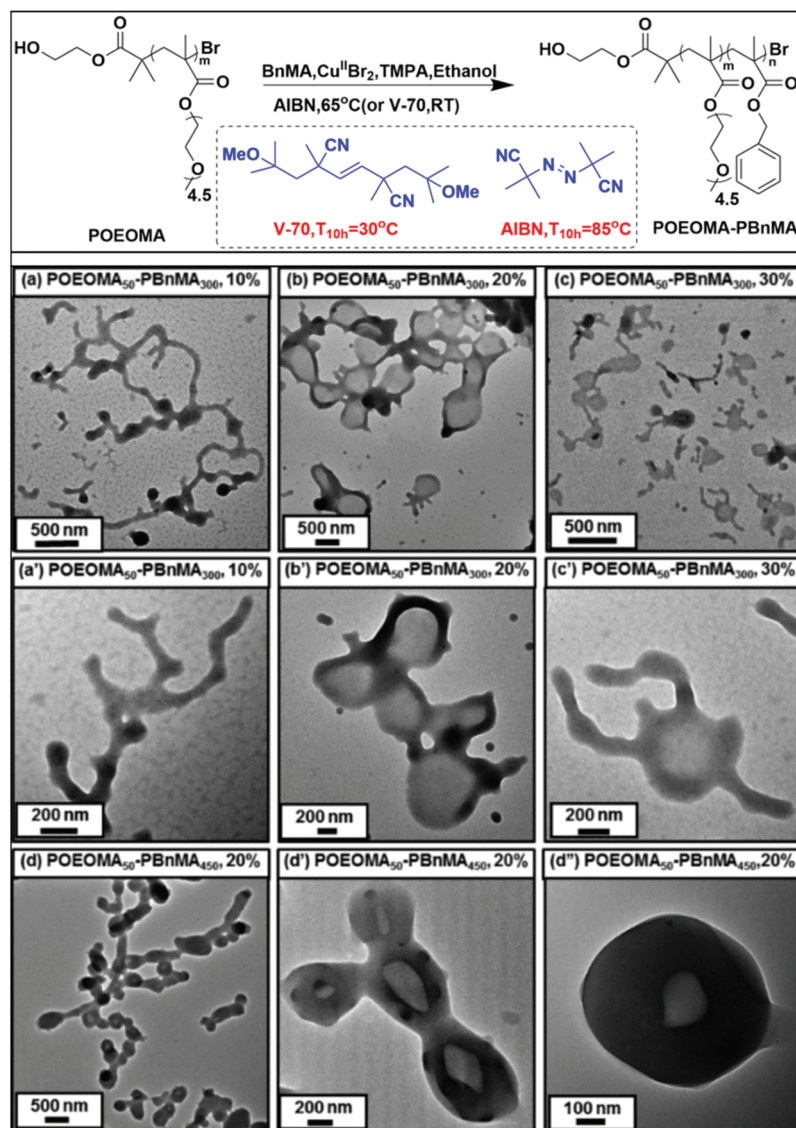 HO
O
O
Br
m
O
O
O
4.5
POEOMA
BnMA,Cu^IIBr₂,TMPA,Ethanol
AIBN,65°C(or V-70,RT)
MeO
CN
CN
OMe
V-70,T₁₀ₕ=30°C
CN
N
N
CN
AIBN,T₁₀ₕ=85°C
HO
O
O
Br
m
n
O
O
O
O
O
4.5
POEOMA-PBnMA
(a) POEOMA₅₀-PBnMA₃₀₀, 10%
500 nm
(b) POEOMA₅₀-PBnMA₃₀₀, 20%
500 nm
(c) POEOMA₅₀-PBnMA₃₀₀, 30%
500 nm
(a') POEOMA₅₀-PBnMA₃₀₀, 10%
200 nm
(b') POEOMA₅₀-PBnMA₃₀₀, 20%
200 nm
(c') POEOMA₅₀-PBnMA₃₀₀, 30%
200 nm
(d) POEOMA₅₀-PBnMA₄₅₀, 20%
500 nm
(d') POEOMA₅₀-PBnMA₄₅₀, 20%
200 nm
(d") POEOMA₅₀-PBnMA₄₅₀, 20%
100 nm